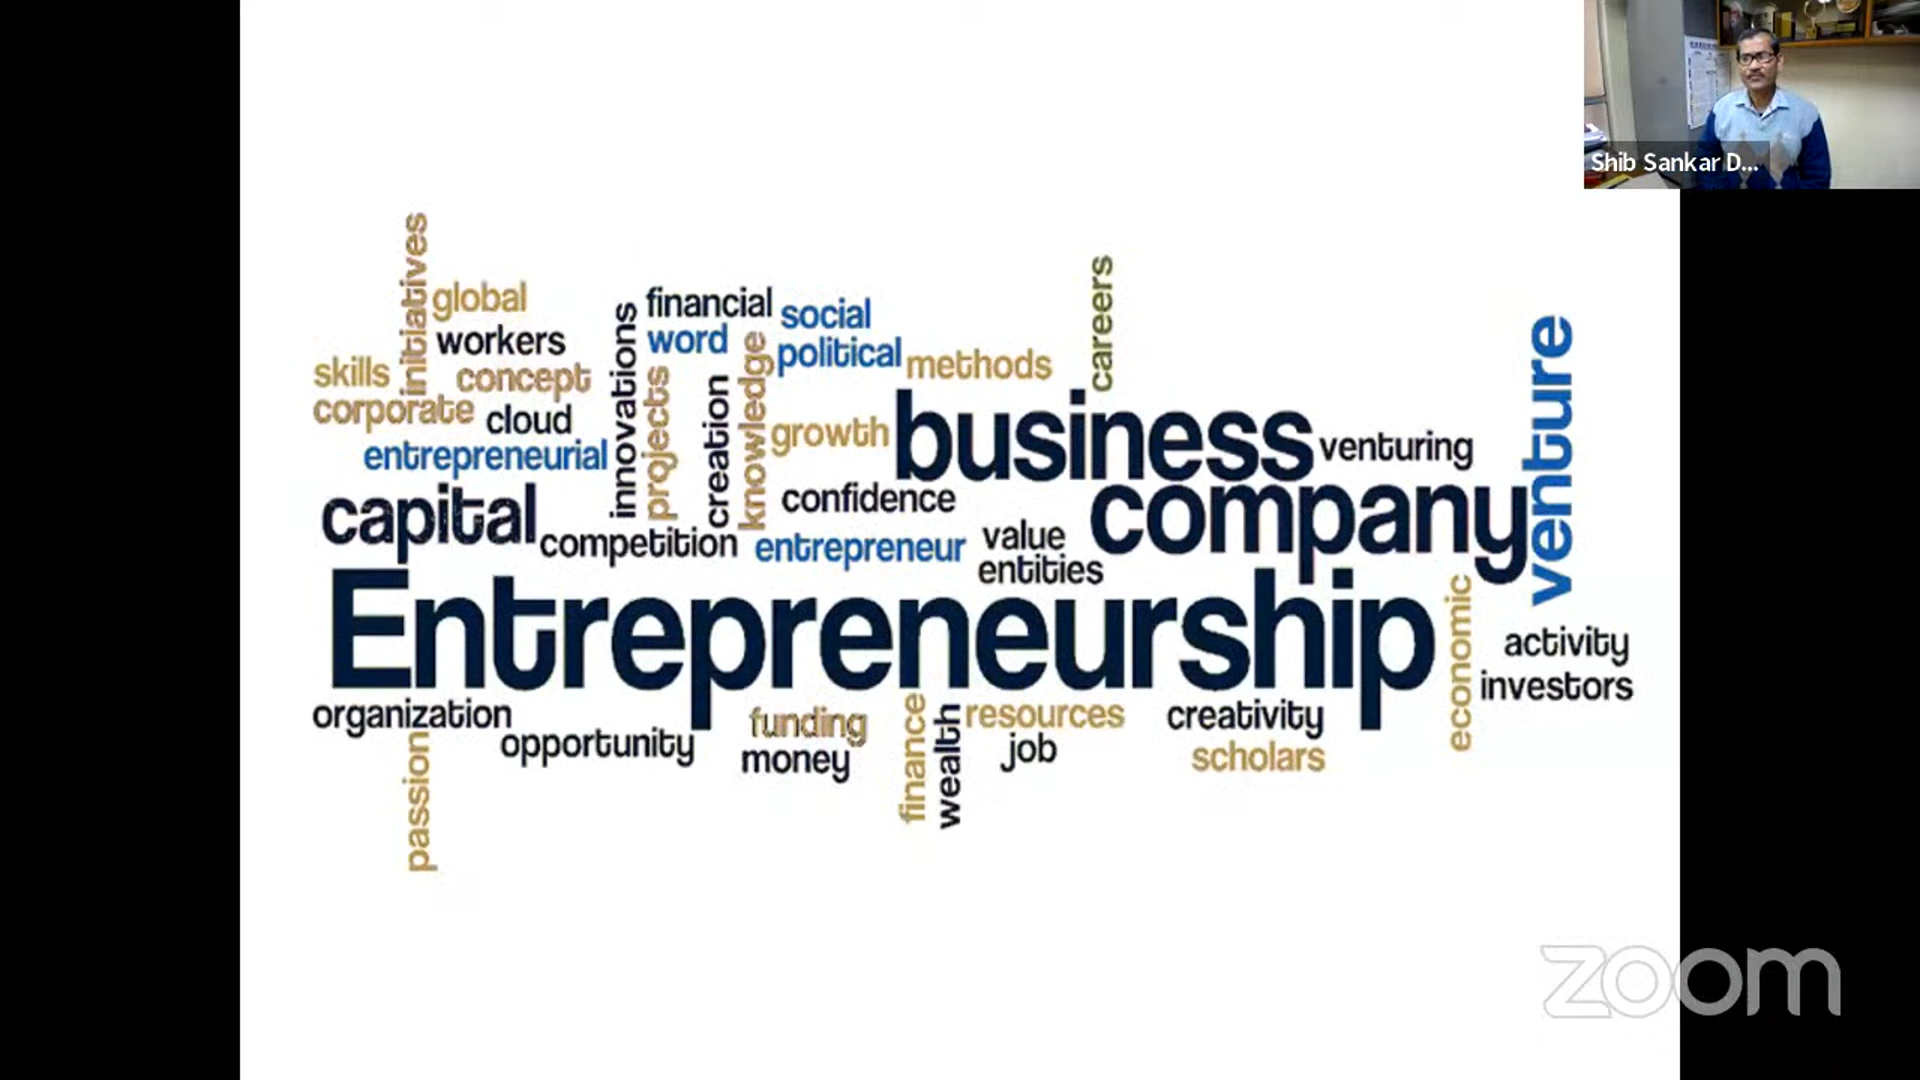 Shib Sankar D...
initiatives
global
workers
skills
concept
corporate
cloud
entrepreneurial
innovations
financial
word
social
political
projects
creation
knowledge
methods
careers
growth
business
venturing
venture
capital
competition
confidence
entrepreneur
value
entities
company
Entrepreneurship
economic
activity
investors
organization
opportunity
passion
funding
money
finance
wealth
resources
job
creativity
scholars
zoom